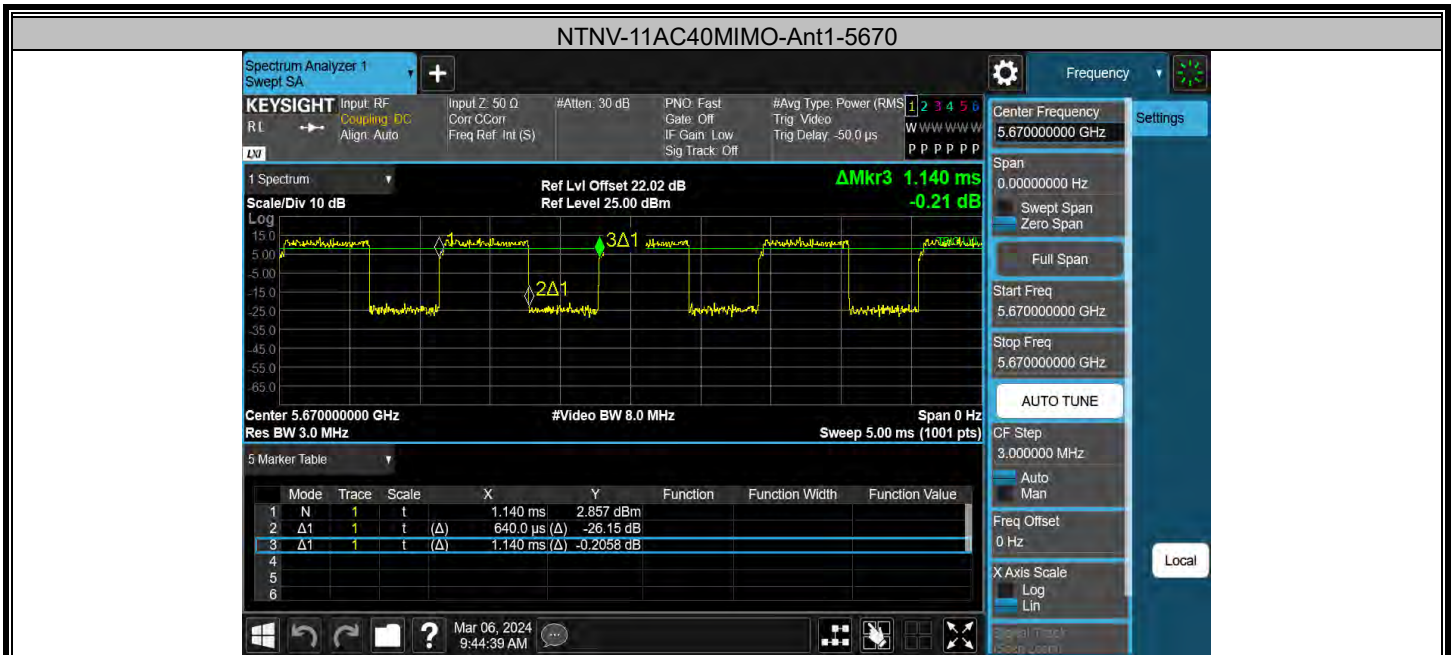 NTNV-11AC40MIMO-Ant1-5670
Spectrum Analyzer 1
Swept SA
Frequency
KEYSIGHT
RL
LXI
Input: RF
Coupling: DC
Align: Auto
Input Z: 50 Ω
Corr CCorr
Freq Ref: Int (S)
#Atten: 30 dB
PNO: Fast
Gate: Off
IF Gain: Low
Sig Track: Off
#Avg Type: Power (RMS
Trig: Video
Trig Delay: -50.0 µs
1 2 3 4 5 6
W W W W W W
P P P P P P
1 Spectrum
Scale/Div 10 dB
Ref Lvl Offset 22.02 dB
Ref Level 25.00 dBm
ΔMkr3 1.140 ms
-0.21 dB
Log
15.0
5.00
-5.00
-15.0
-25.0
-35.0
-45.0
-55.0
-65.0
1
2Δ1
3Δ1
Center 5.670000000 GHz
#Video BW 8.0 MHz
Span 0 Hz
Res BW 3.0 MHz
Sweep 5.00 ms (1001 pts)
5 Marker Table
Mode Trace Scale X Y Function Function Width Function Value
1 N 1 t 1.140 ms 2.857 dBm
2 Δ1 1 t (Δ) 640.0 µs (Δ) -26.15 dB
3 Δ1 1 t (Δ) 1.140 ms (Δ) -0.2058 dB
4
5
6
Mar 06, 2024
9:44:39 AM
Center Frequency
5.670000000 GHz
Settings
Span
0.00000000 Hz
Swept Span
Zero Span
Full Span
Start Freq
5.670000000 GHz
Stop Freq
5.670000000 GHz
AUTO TUNE
CF Step
3.000000 MHz
Auto
Man
Freq Offset
0 Hz
X Axis Scale
Log
Lin
Signal Track
(Span Zoom)
Local